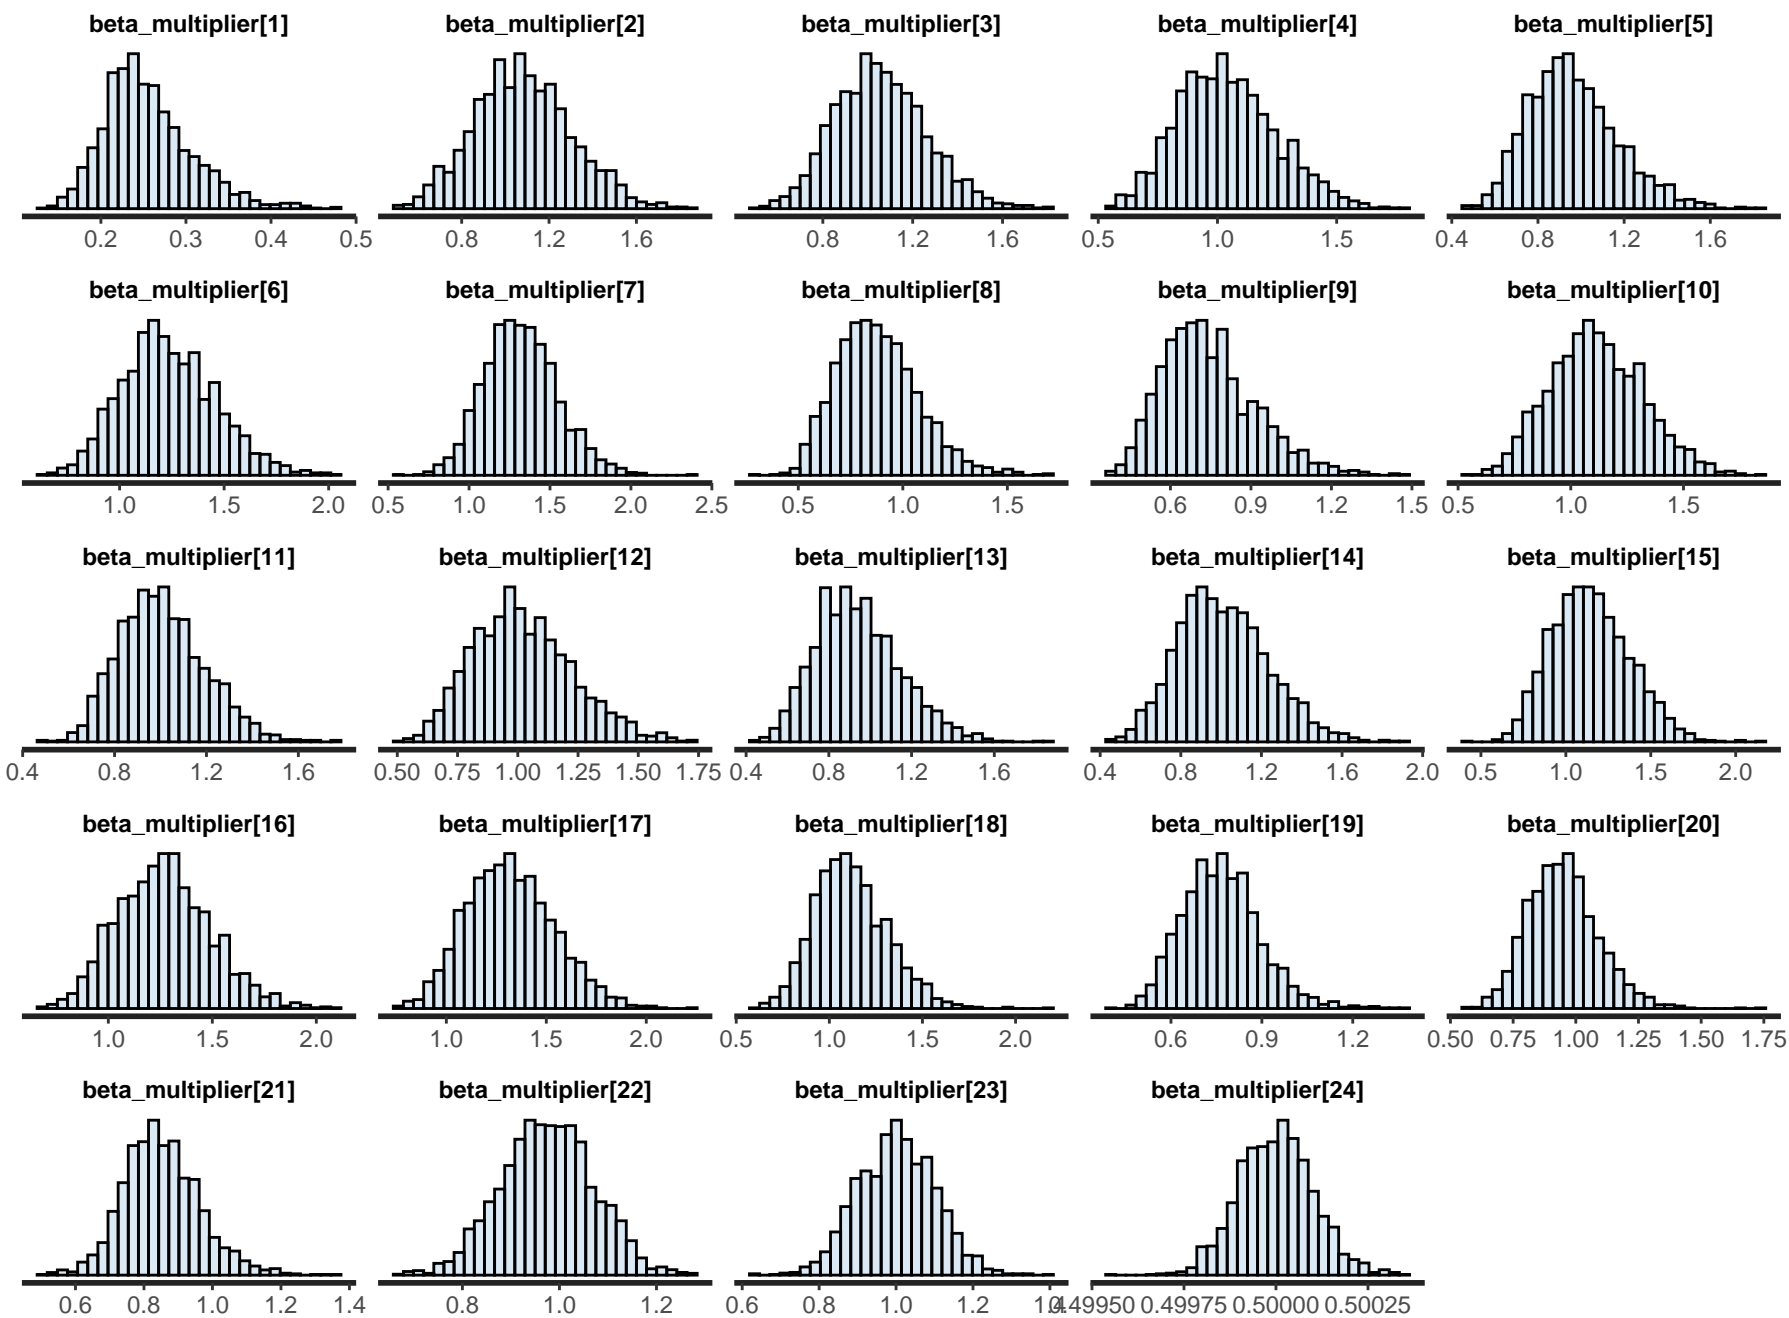 beta_multiplier[1] beta_multiplier[2] beta_multiplier[3] beta_multiplier[4] beta_multiplier[5]
0.2 0.3 0.4 0.5 0.8 1.2 1.6 0.8 1.2 1.6 0.5 1.0 1.5 0.4 0.8 1.2 1.6
beta_multiplier[6] beta_multiplier[7] beta_multiplier[8] beta_multiplier[9] beta_multiplier[10]
1.0 1.5 2.0 0.5 1.0 1.5 2.0 2.5 0.5 1.0 1.5 0.6 0.9 1.2 1.5 0.5 1.0 1.5
beta_multiplier[11] beta_multiplier[12] beta_multiplier[13] beta_multiplier[14] beta_multiplier[15]
0.4 0.8 1.2 1.6 0.50 0.75 1.00 1.25 1.50 1.75 0.4 0.8 1.2 1.6 0.4 0.8 1.2 1.6 2.0 0.5 1.0 1.5 2.0
beta_multiplier[16] beta_multiplier[17] beta_multiplier[18] beta_multiplier[19] beta_multiplier[20]
1.0 1.5 2.0 1.0 1.5 2.0 0.5 1.0 1.5 2.0 0.6 0.9 1.2 0.50 0.75 1.00 1.25 1.50 1.75
beta_multiplier[21] beta_multiplier[22] beta_multiplier[23] beta_multiplier[24]
0.6 0.8 1.0 1.2 1.4 0.8 1.0 1.2 0.6 0.8 1.0 1.2 1.4 0.49950 0.49975 0.50000 0.50025